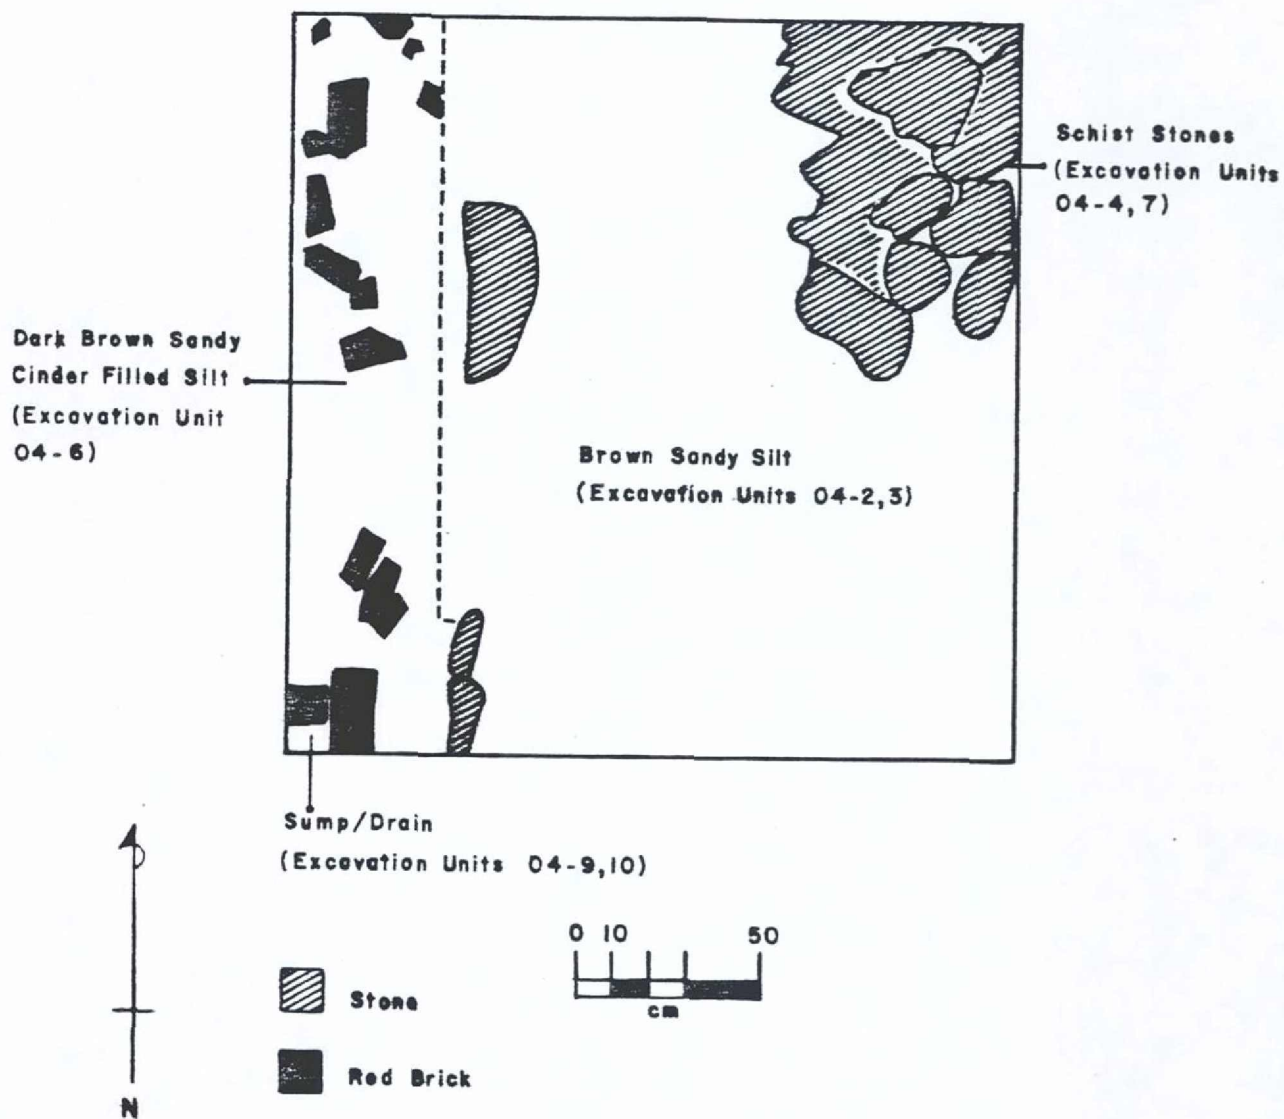 Schist Stones
(Excavation Units
04-4, 7)
Dark Brown Sandy
Cinder Filled Silt
(Excavation Unit
04-6)
Brown Sandy Silt
(Excavation Units 04-2,3)
Sump/Drain
(Excavation Units 04-9,10)
0 10 50
cm
Stone
Red Brick
N